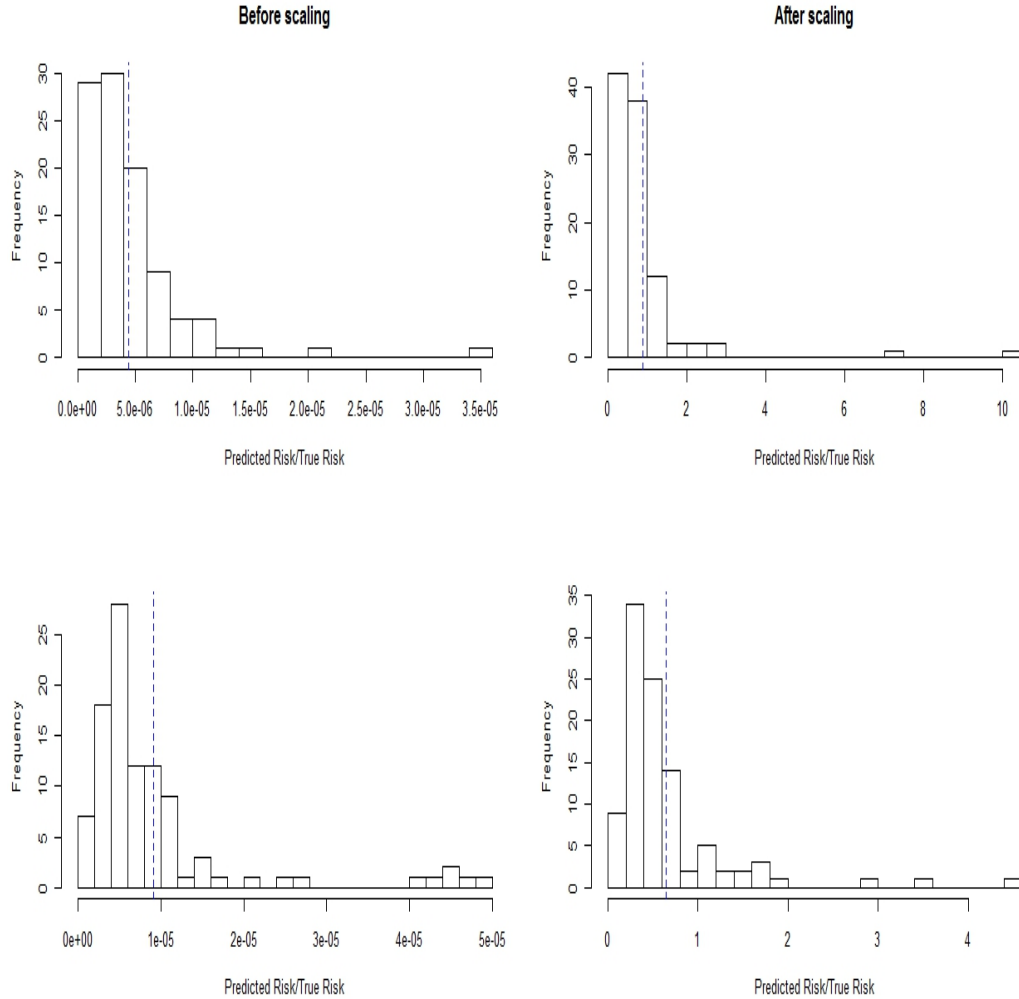 Before scaling
After scaling
Frequency
0 5 10 15 20 25 30
0.0e+00 5.0e-06 1.0e-05 1.5e-05 2.0e-05 2.5e-05 3.0e-05 3.5e-05
Predicted Risk/True Risk
Frequency
0 10 20 30 40
0 2 4 6 8 10
Predicted Risk/True Risk
Frequency
0 5 10 15 20 25
0e+00 1e-05 2e-05 3e-05 4e-05 5e-05
Predicted Risk/True Risk
Frequency
0 5 10 15 20 25 30 35
0 1 2 3 4
Predicted Risk/True Risk